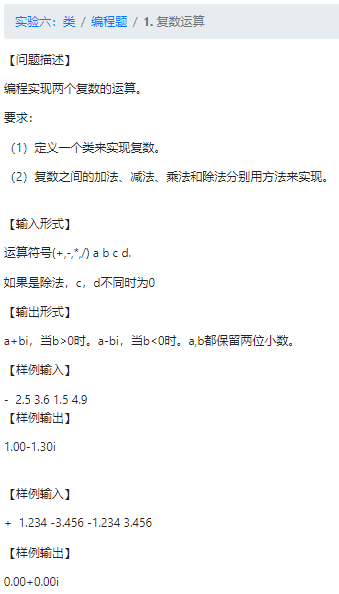 实验六：类 / 编程题 / 1. 复数运算
【问题描述】
编程实现两个复数的运算。
要求：
（1）定义一个类来实现复数。
（2）复数之间的加法、减法、乘法和除法分别用方法来实现。
【输入形式】
运算符号(+,-,*,/) a b c d.
如果是除法，c，d不同时为0
【输出形式】
a+bi，当b>0时。a-bi，当b<0时。a,b都保留两位小数。
【样例输入】
- 2.5 3.6 1.5 4.9
【样例输出】
1.00-1.30i
【样例输入】
+ 1.234 -3.456 -1.234 3.456
【样例输出】
0.00+0.00i